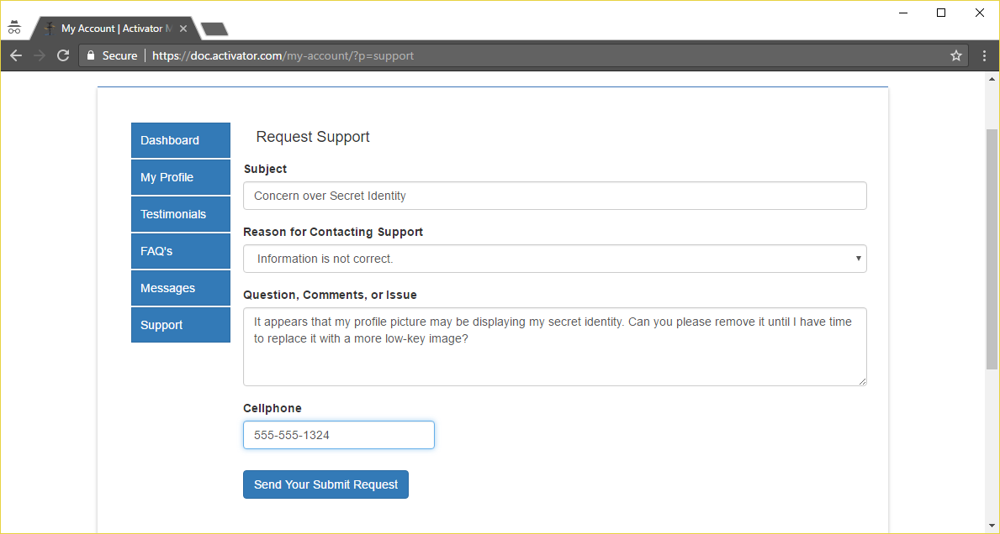 My Account | Activator M
Secure
https://doc.activator.com/my-account/?p=support
Dashboard
My Profile
Testimonials
FAQ's
Messages
Support
Request Support
Subject
Concern over Secret Identity
Reason for Contacting Support
Information is not correct.
Question, Comments, or Issue
It appears that my profile picture may be displaying my secret identity. Can you please remove it until I have time
to replace it with a more low-key image?
Cellphone
555-555-1324
Send Your Submit Request